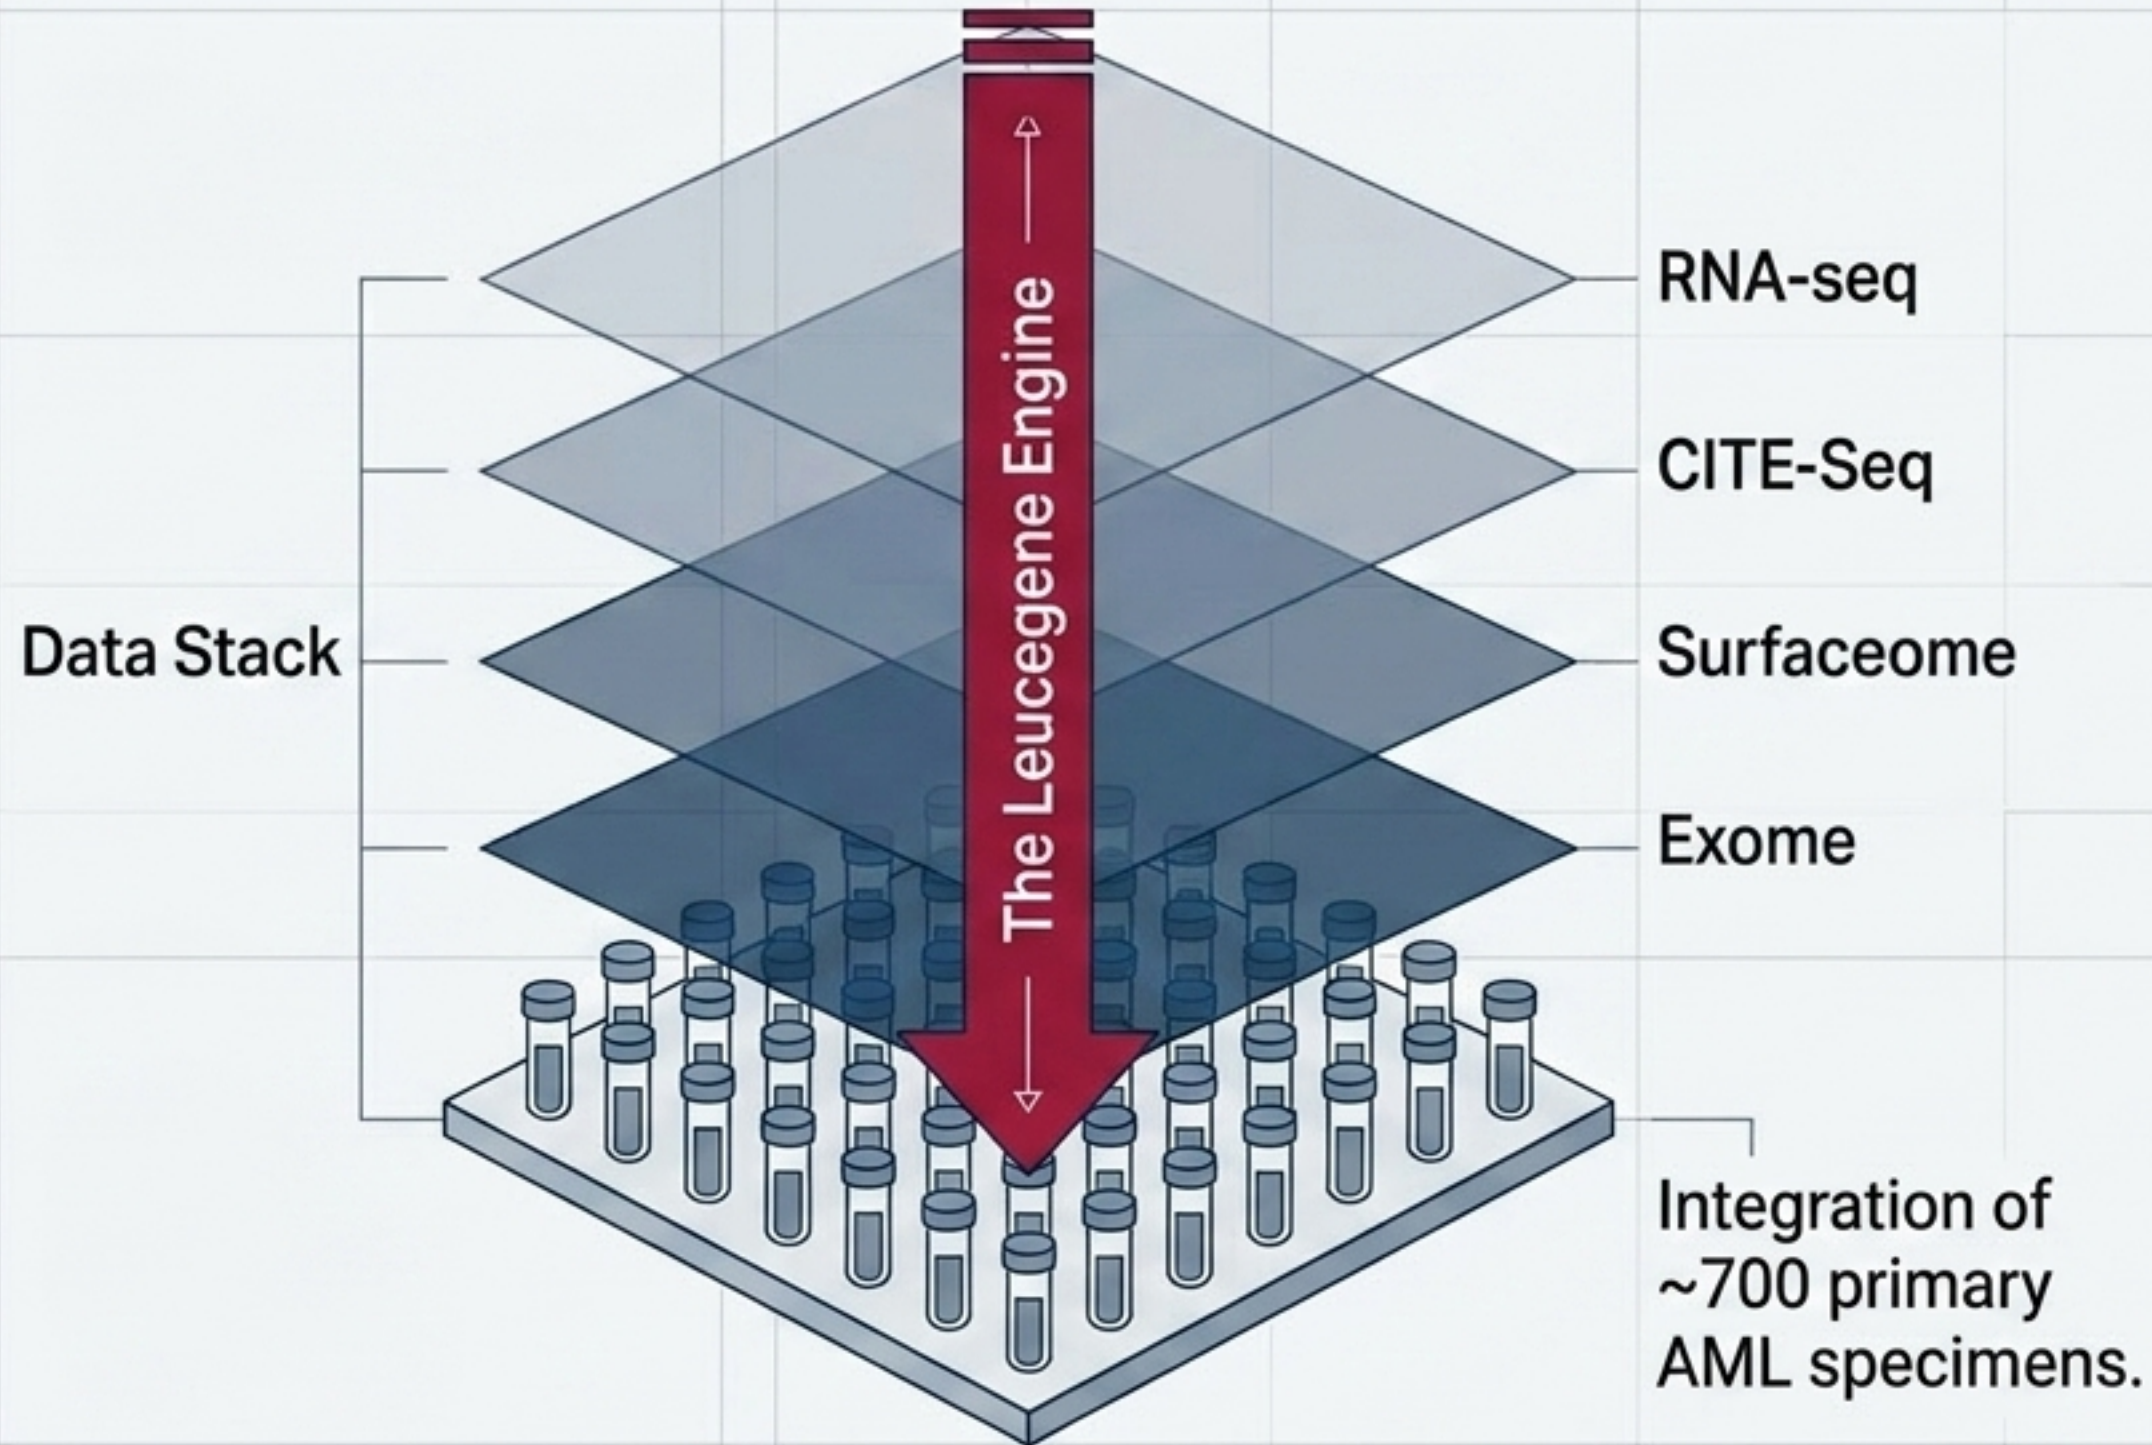 RNA-seq
CITE-Seq
Data Stack
Surfaceome
Exome
The Leucegene Engine
Integration of
~700 primary
AML specimens.